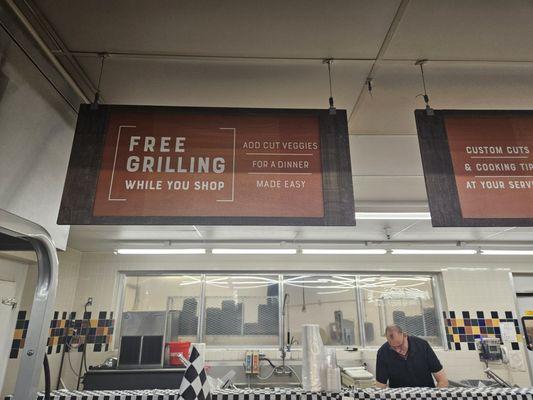 FREE
GRILLING
WHILE YOU SHOP
ADD CUT VEGGIES
FOR A DINNER
MADE EASY
CUSTOM CUTS
& COOKING TIP
AT YOUR SERV